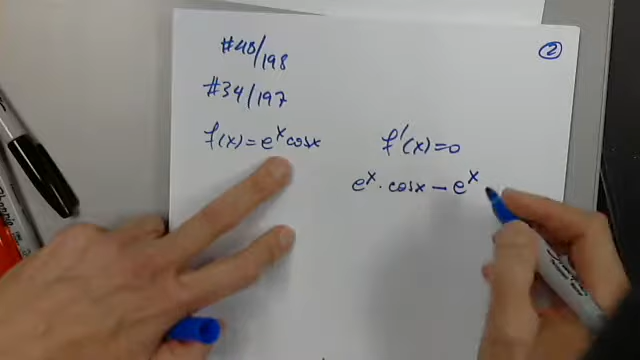 ②
#48/198
#34/197
f(x)=e^x cosx
f'(x)=0
e^x · cosx − e^x